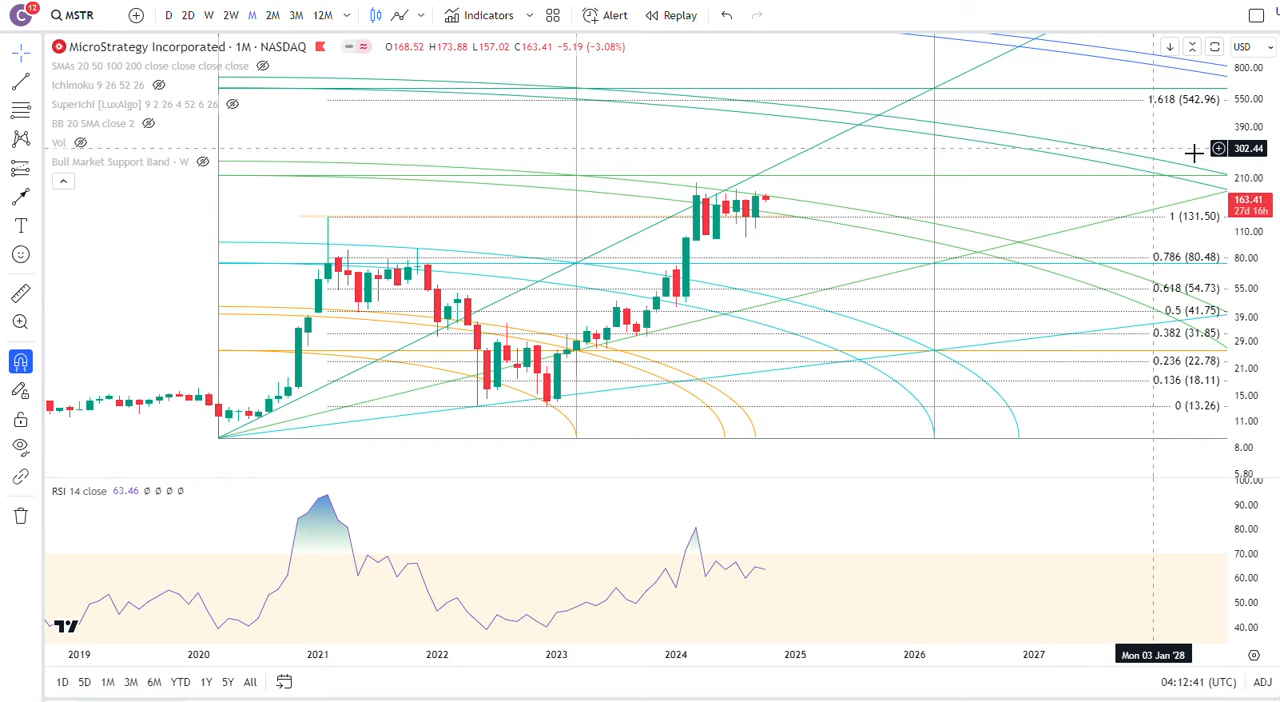 C 12 MSTR D 2D W 2W M 2M 3M 12M Indicators Alert Replay
MicroStrategy Incorporated · 1M · NASDAQ O168.52 H173.88 L157.02 C163.41 −5.19 (−3.08%) USD
SMAs 20 50 100 200 close close close close
Ichimoku 9 26 52 26
SuperIchi [LuxAlgo] 9 2 26 4 52 6 26
BB 20 SMA close 2
Vol
Bull Market Support Band · W
800.00
1.618 (542.96) 550.00
390.00
302.44
210.00
163.41
27d 16h
1 (131.50)
110.00
0.786 (80.48) 80.00
0.618 (54.73) 55.00
0.5 (41.75) 39.00
0.382 (31.85) 29.00
0.236 (22.78) 21.00
0.136 (18.11) 15.00
0 (13.26)
11.00
8.00
5.80
100.00
RSI 14 close 63.46 Ø Ø Ø Ø
90.00
80.00
70.00
60.00
50.00
40.00
2019 2020 2021 2022 2023 2024 2025 2026 2027 Mon 03 Jan '28
1D 5D 1M 3M 6M YTD 1Y 5Y All 04:12:41 (UTC) ADJ